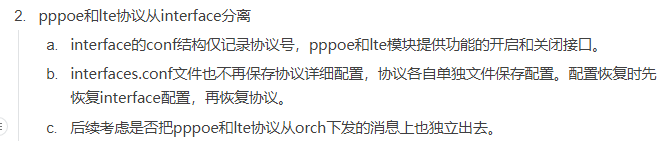 2. pppoe和lte协议从interface分离
a. interface的conf结构仅记录协议号，pppoe和lte模块提供功能的开启和关闭接口。
b. interfaces.conf文件也不再保存协议详细配置，协议各自单独文件保存配置。配置恢复时先
恢复interface配置，再恢复协议。
c. 后续考虑是否把pppoe和lte协议从orch下发的消息上也独立出去。